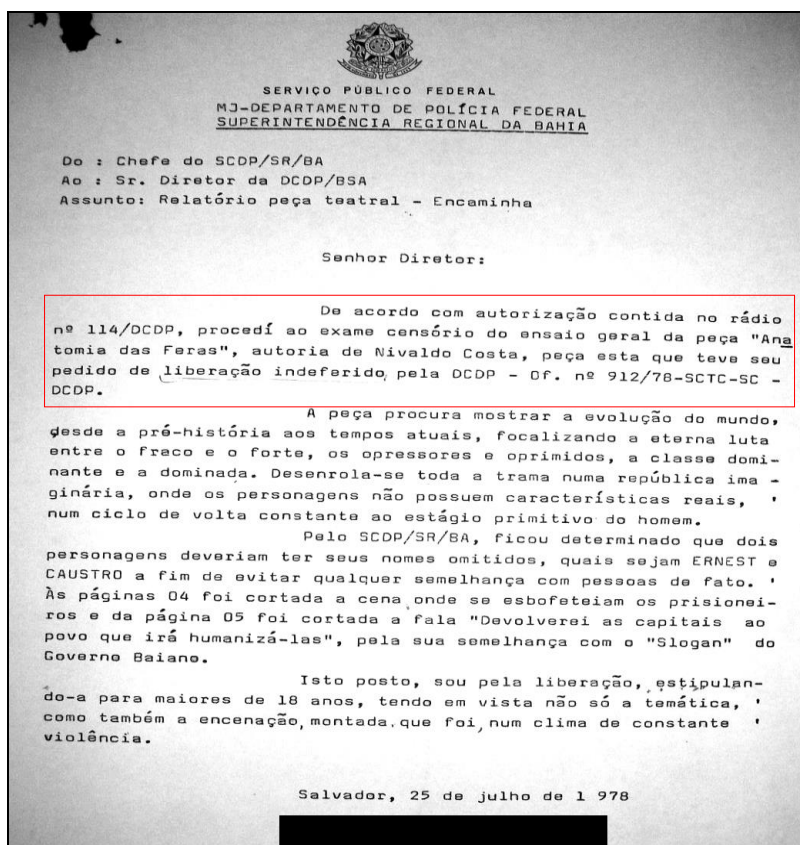 SERVIÇO PÚBLICO FEDERAL
MJ-DEPARTAMENTO DE POLÍCIA FEDERAL
SUPERINTENDÊNCIA REGIONAL DA BAHIA
Do : Chefe do SCDP/SR/BA
Ao : Sr. Diretor da DCDP/BSA
Assunto: Relatório peça teatral - Encaminha
Senhor Diretor:
De acordo com autorização contida no rádio
nº 114/DCDP, procedí ao exame censório do ensaio geral da peça "Ana
tomia das Feras", autoria de Nivaldo Costa, peça esta que teve seu
pedido de liberação indeferido, pela DCDP - Of. nº 912/78-SCTC-SC -
DCDP.
A peça procura mostrar a evolução do mundo,
desde a pré-história aos tempos atuais, focalizando a eterna luta
entre o fraco e o forte, os opressores e oprimidos, a classe domi-
nante e a dominada. Desenrola-se toda a trama numa república ima -
ginária, onde os personagens não possuem características reais, '
num ciclo de volta constante ao estágio primitivo do homem.
Pelo SCDP/SR/BA, ficou determinado que dois
personagens deveriam ter seus nomes omitidos, quais sejam ERNEST e
CAUSTRO a fim de evitar qualquer semelhança com pessoas de fato. '
Às páginas 04 foi cortada a cena onde se esbofeteiam os prisionei-
ros e da página 05 foi cortada a fala "Devolverei as capitais ao
povo que irá humanizá-las", pela sua semelhança com o "Slogan" do
Governo Baiano.
Isto posto, sou pela liberação, estipulan-
do-a para maiores de 18 anos, tendo em vista não só a temática, '
como também a encenação, montada que foi, num clima de constante '
violência.
Salvador, 25 de julho de 1 978